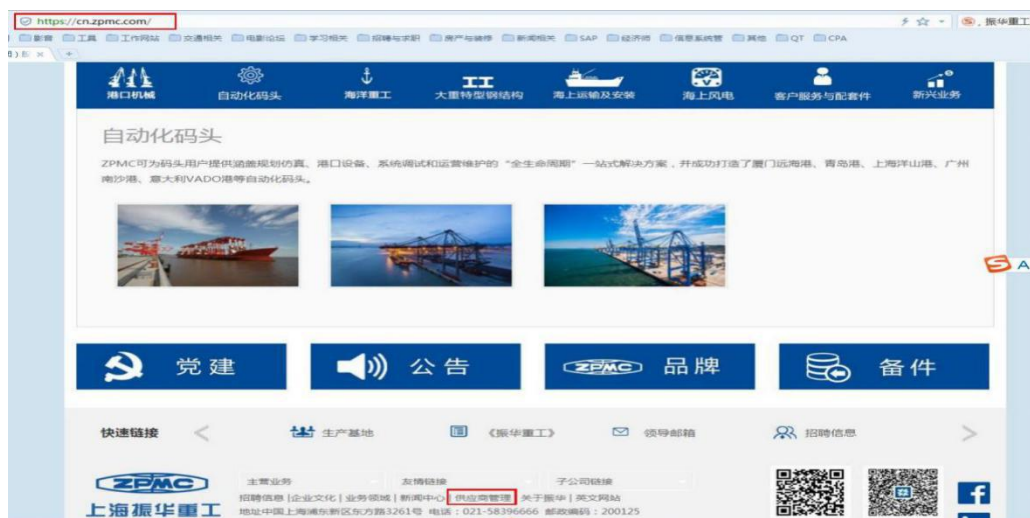 https://cn.zpmc.com/
振华重工
影音 工具 工作网站 交通相关 电影论坛 学习相关 招聘与求职 房产与装修 新闻相关 SAP 经济师 信息系统管 其他 QT CPA
港口机械 自动化码头 海洋重工 大重特型钢结构 海上运输及安装 海上风电 客户服务与配套件 新兴业务
自动化码头
ZPMC可为码头用户提供涵盖规划仿真、港口设备、系统调试和运营维护的“全生命周期”一站式解决方案，并成功打造了厦门远海港、青岛港、上海洋山港、广州
南沙港、意大利VADO港等自动化码头。
党建 公告 ZPMC 品牌 备件
快速链接 < 生产基地 《振华重工》 领导邮箱 招聘信息 >
ZPMC 主营业务 友情链接 子公司链接
招聘信息 | 企业文化 | 业务领域 | 新闻中心 | 供应商管理 | 关于振华 | 英文网站
上海振华重工 地址中国上海浦东新区东方路3261号 电话：021-58396666 邮政编码：200125